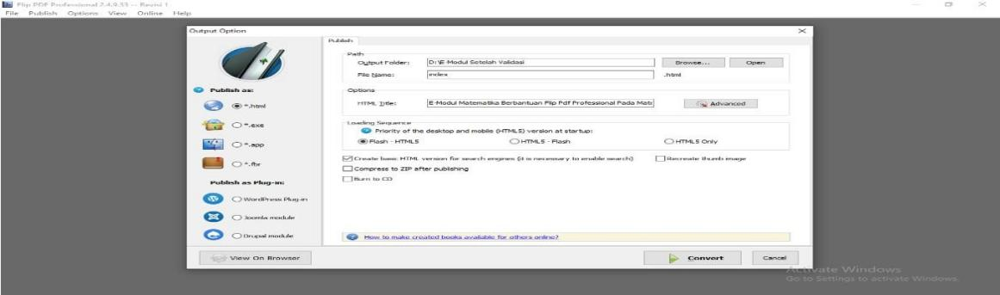 Flip PDF Professional 2.4.9.33 -- Revisi 1
File Publish Options View Online Help
Output Option
Publish as:
*.html
*.exe
*.app
*.fbr
Publish as Plug-in:
WordPress Plug-in
Joomla module
Drupal module
Publish
Path
Output Folder: D:\E-Modul Setelah Validasi Browse... Open
File Name: index .html
Options
HTML Title: E-Modul Matematika Berbantuan Flip Pdf Professional Pada Mat Advanced
Loading Sequence
Priority of the desktop and mobile (HTML5) version at startup:
Flash - HTML5 HTML5 - Flash HTML5 Only
Create basic HTML version for search engines (it is necessary to enable search) Recreate thumb image
Compress to ZIP after publishing
Burn to CD
How to make created books available for others online?
View On Browser Convert Cancel
Activate Windows
Go to Settings to activate Windows.